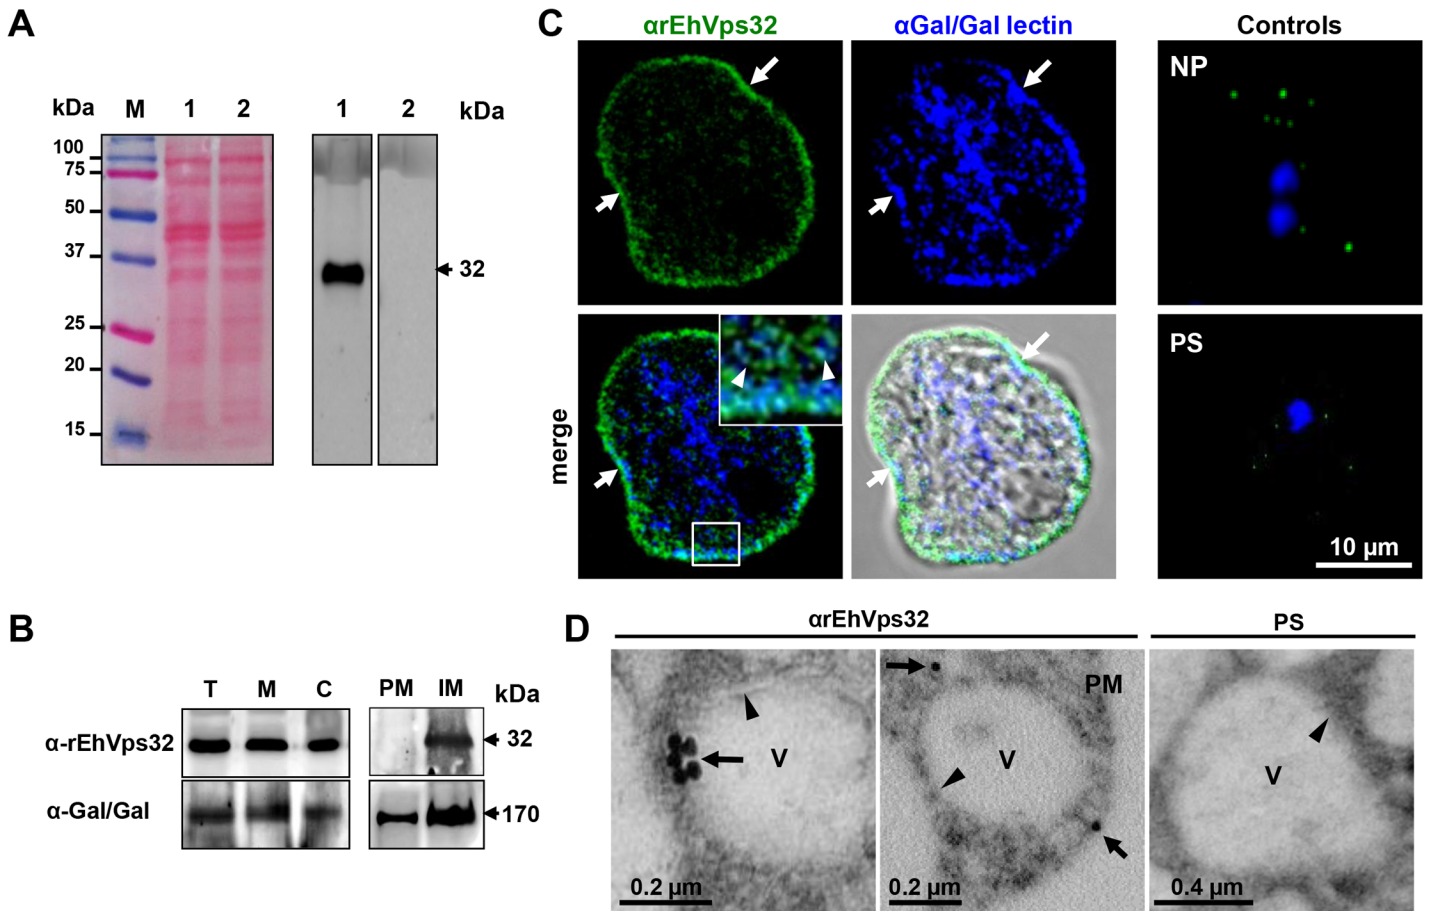 A
kDa M 1 2 1 2 kDa
100
75
50
37
25
20
15
32
B
T M C PM IM kDa
α-rEhVps32 32
α-Gal/Gal 170
C
αrEhVps32 αGal/Gal lectin Controls
NP
merge
PS
10 µm
D
αrEhVps32 PS
V
0.2 µm
PM
V
0.2 µm
V
0.4 µm